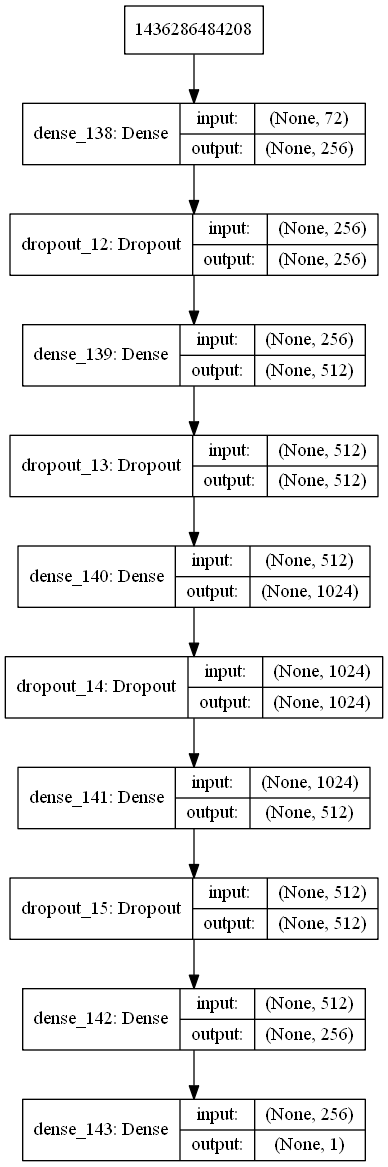 1436286484208
dense_138: Dense
input: (None, 72)
output: (None, 256)
dropout_12: Dropout
input: (None, 256)
output: (None, 256)
dense_139: Dense
input: (None, 256)
output: (None, 512)
dropout_13: Dropout
input: (None, 512)
output: (None, 512)
dense_140: Dense
input: (None, 512)
output: (None, 1024)
dropout_14: Dropout
input: (None, 1024)
output: (None, 1024)
dense_141: Dense
input: (None, 1024)
output: (None, 512)
dropout_15: Dropout
input: (None, 512)
output: (None, 512)
dense_142: Dense
input: (None, 512)
output: (None, 256)
dense_143: Dense
input: (None, 256)
output: (None, 1)